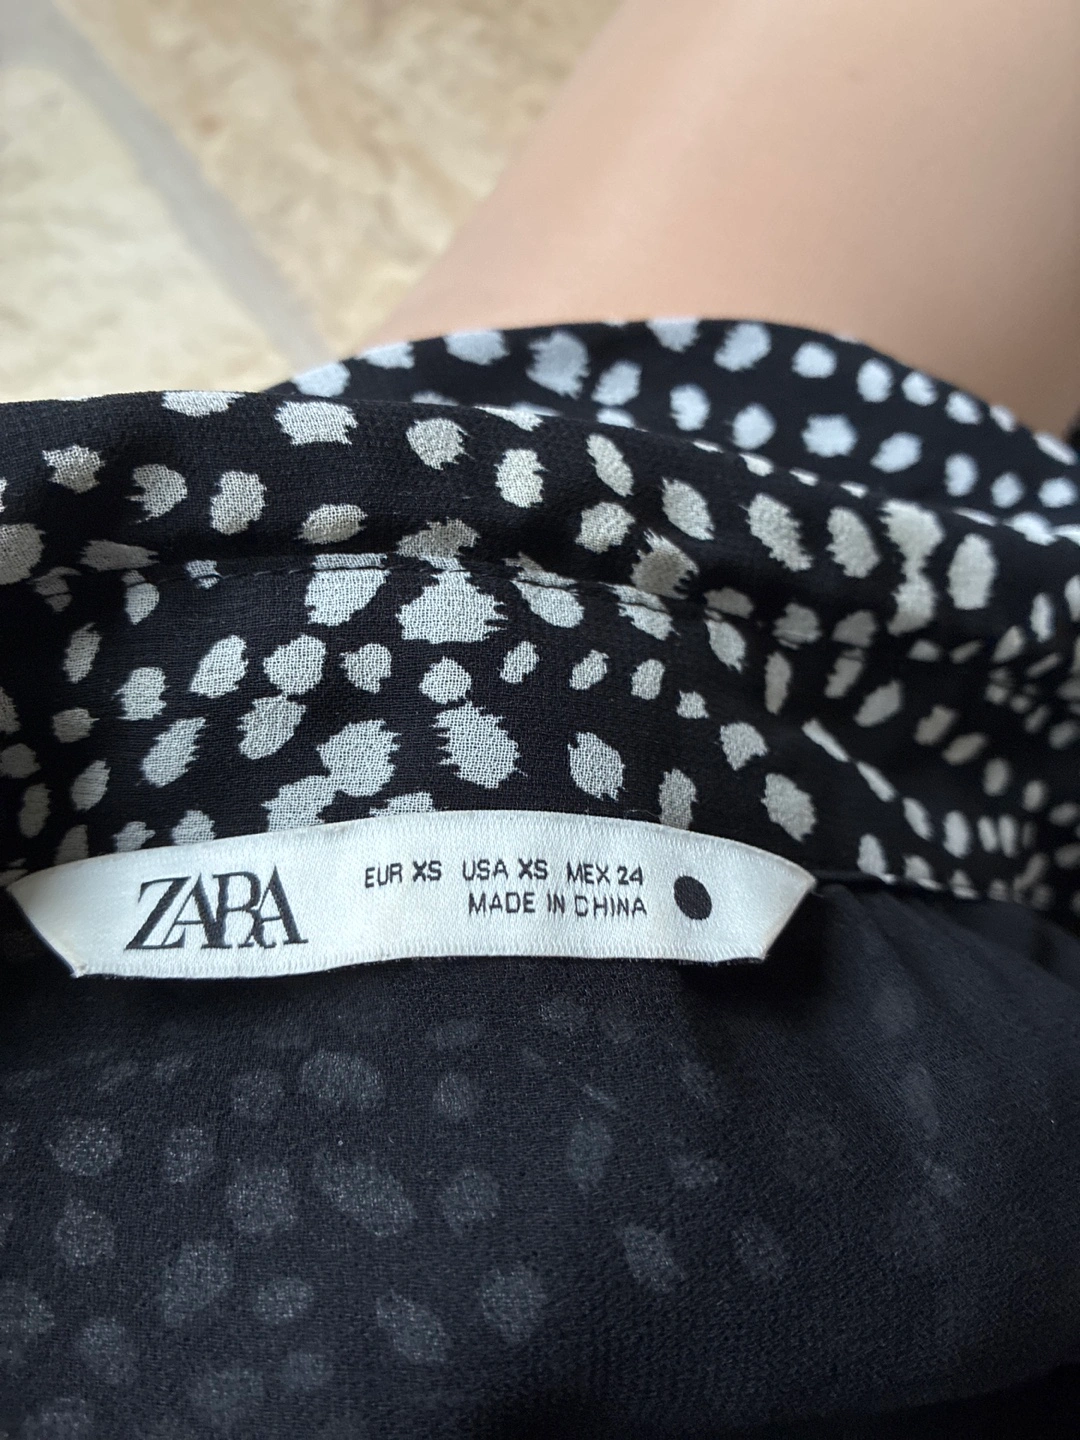 ZARA
EUR XS USA XS MEX 24
MADE IN CHINA